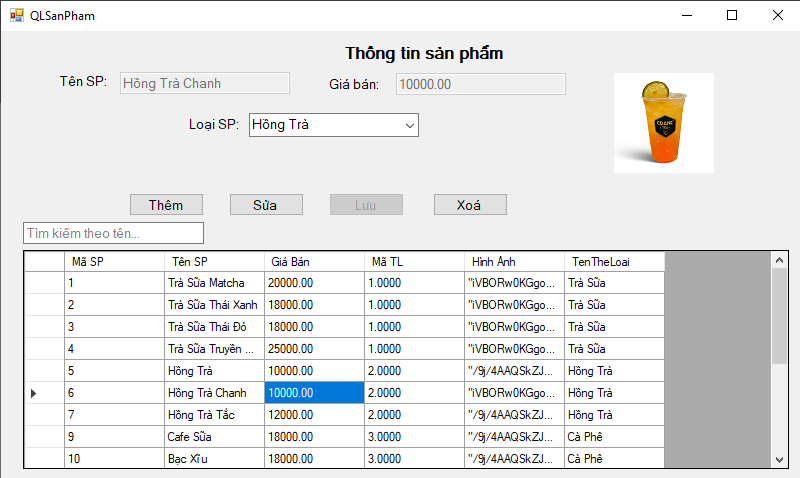 QLSanPham
Thông tin sản phẩm
Tên SP: Hồng Trà Chanh Giá bán: 10000.00
Loại SP: Hồng Trà
Thêm Sửa Lưu Xoá
Tìm kiếm theo tên...
Mã SP Tên SP Giá Bán Mã TL Hình Ảnh TenTheLoai
1 Trà Sữa Matcha 20000.00 1.0000 "iVBORw0KGgo... Trà Sữa
2 Trà Sữa Thái Xanh 18000.00 1.0000 "iVBORw0KGgo... Trà Sữa
3 Trà Sữa Thái Đỏ 18000.00 1.0000 "iVBORw0KGgo... Trà Sữa
4 Trà Sữa Truyền ... 25000.00 1.0000 "iVBORw0KGgo... Trà Sữa
5 Hồng Trà 10000.00 2.0000 "/9j/4AAQSkZJ... Hồng Trà
6 Hồng Trà Chanh 10000.00 2.0000 "iVBORw0KGgo... Hồng Trà
7 Hồng Trà Tắc 12000.00 2.0000 "/9j/4AAQSkZJ... Hồng Trà
9 Cafe Sữa 18000.00 3.0000 "/9j/4AAQSkZJ... Cà Phê
10 Bạc Xĩu 18000.00 3.0000 "/9j/4AAQSkZJ... Cà Phê